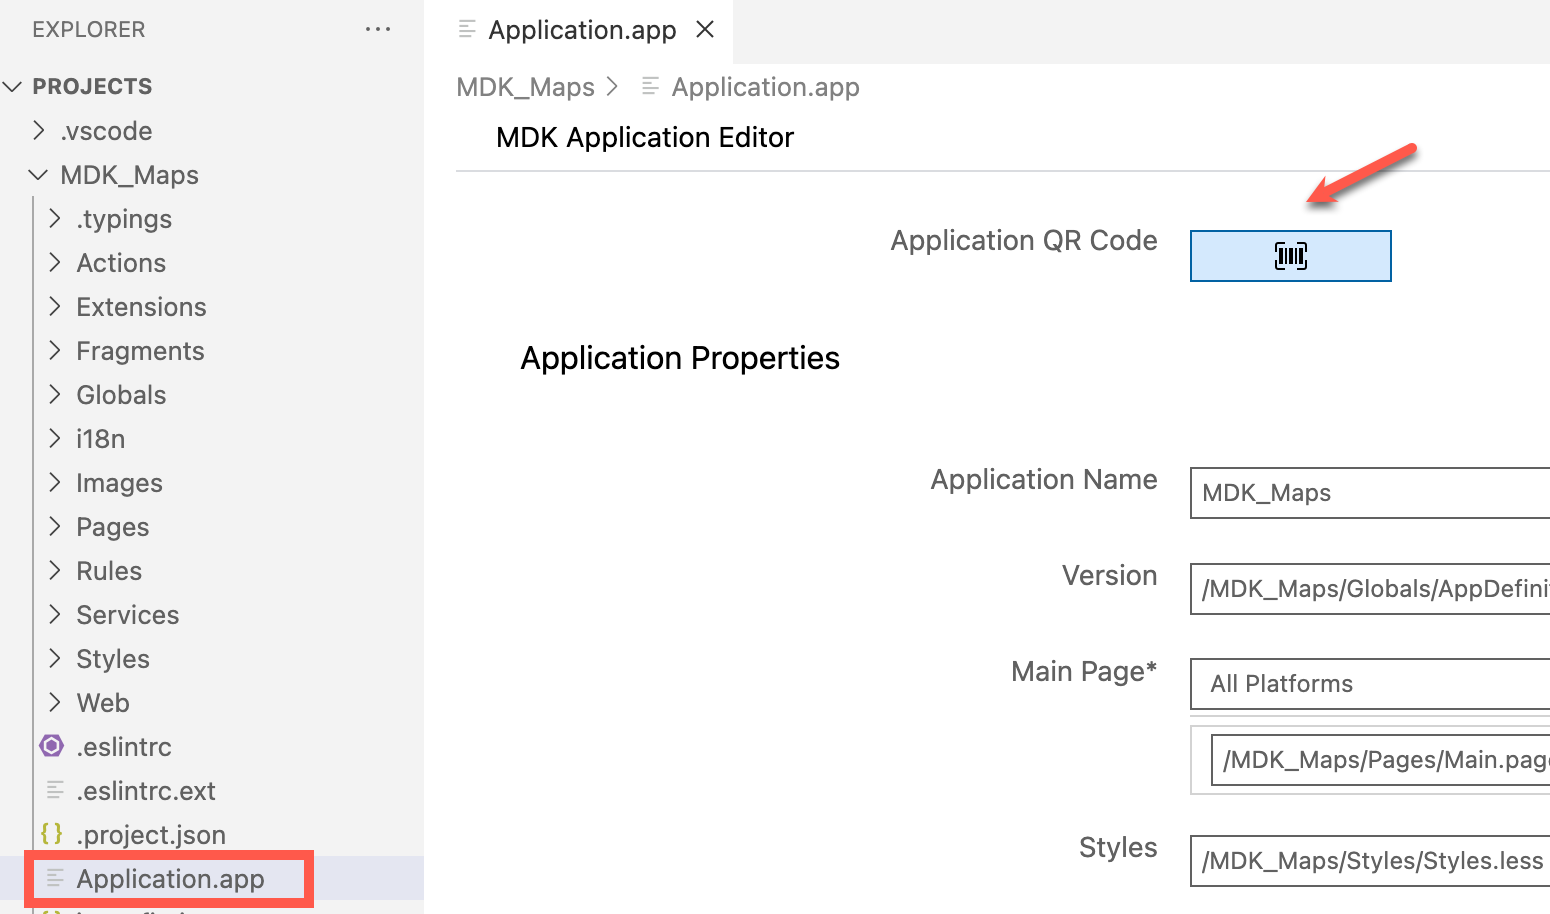 EXPLORER
PROJECTS
.vscode
MDK_Maps
.typings
Actions
Extensions
Fragments
Globals
i18n
Images
Pages
Rules
Services
Styles
Web
.eslintrc
.eslintrc.ext
.project.json
Application.app
Application.app
MDK_Maps > Application.app
MDK Application Editor
Application QR Code
Application Properties
Application Name
MDK_Maps
Version
/MDK_Maps/Globals/AppDefini
Main Page*
All Platforms
/MDK_Maps/Pages/Main.pag
Styles
/MDK_Maps/Styles/Styles.less